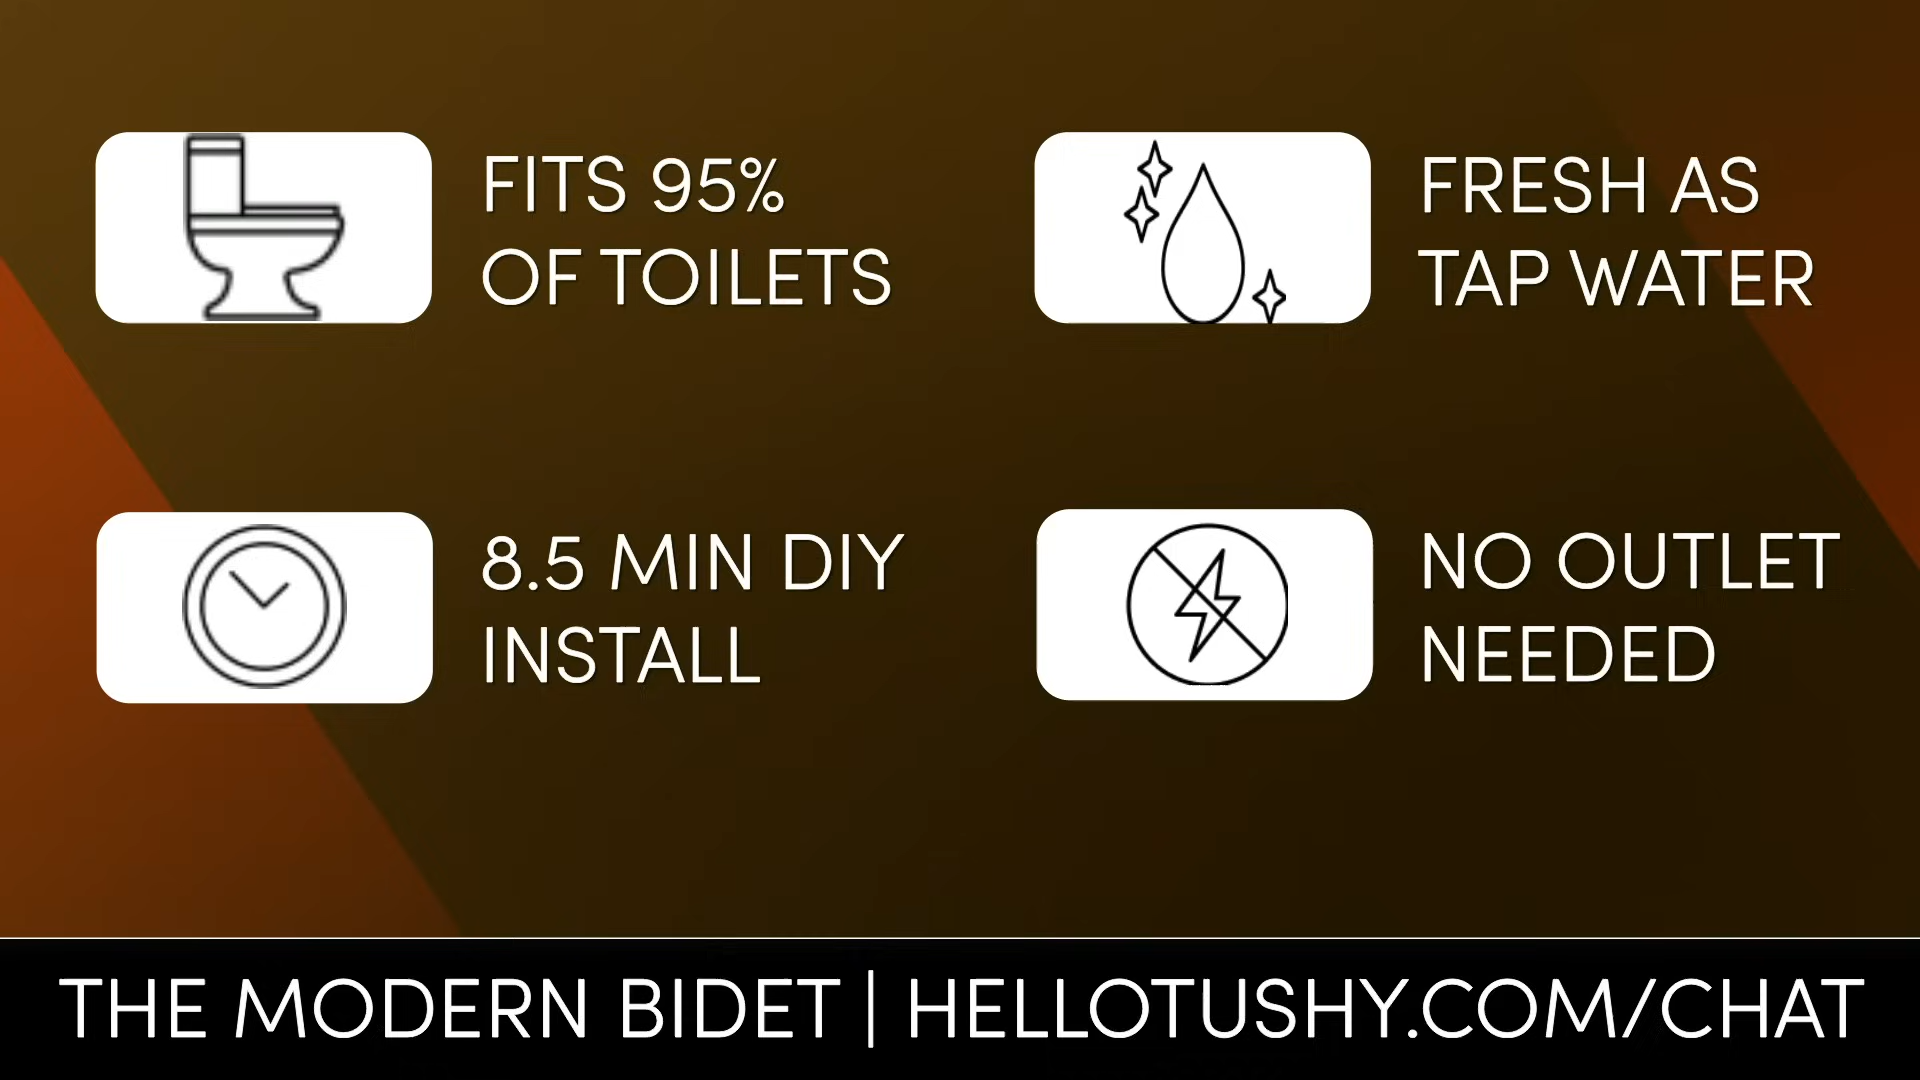 FITS 95%
OF TOILETS
FRESH AS
TAP WATER
8.5 MIN DIY
INSTALL
NO OUTLET
NEEDED
THE MODERN BIDET | HELLOTUSHY.COM/CHAT